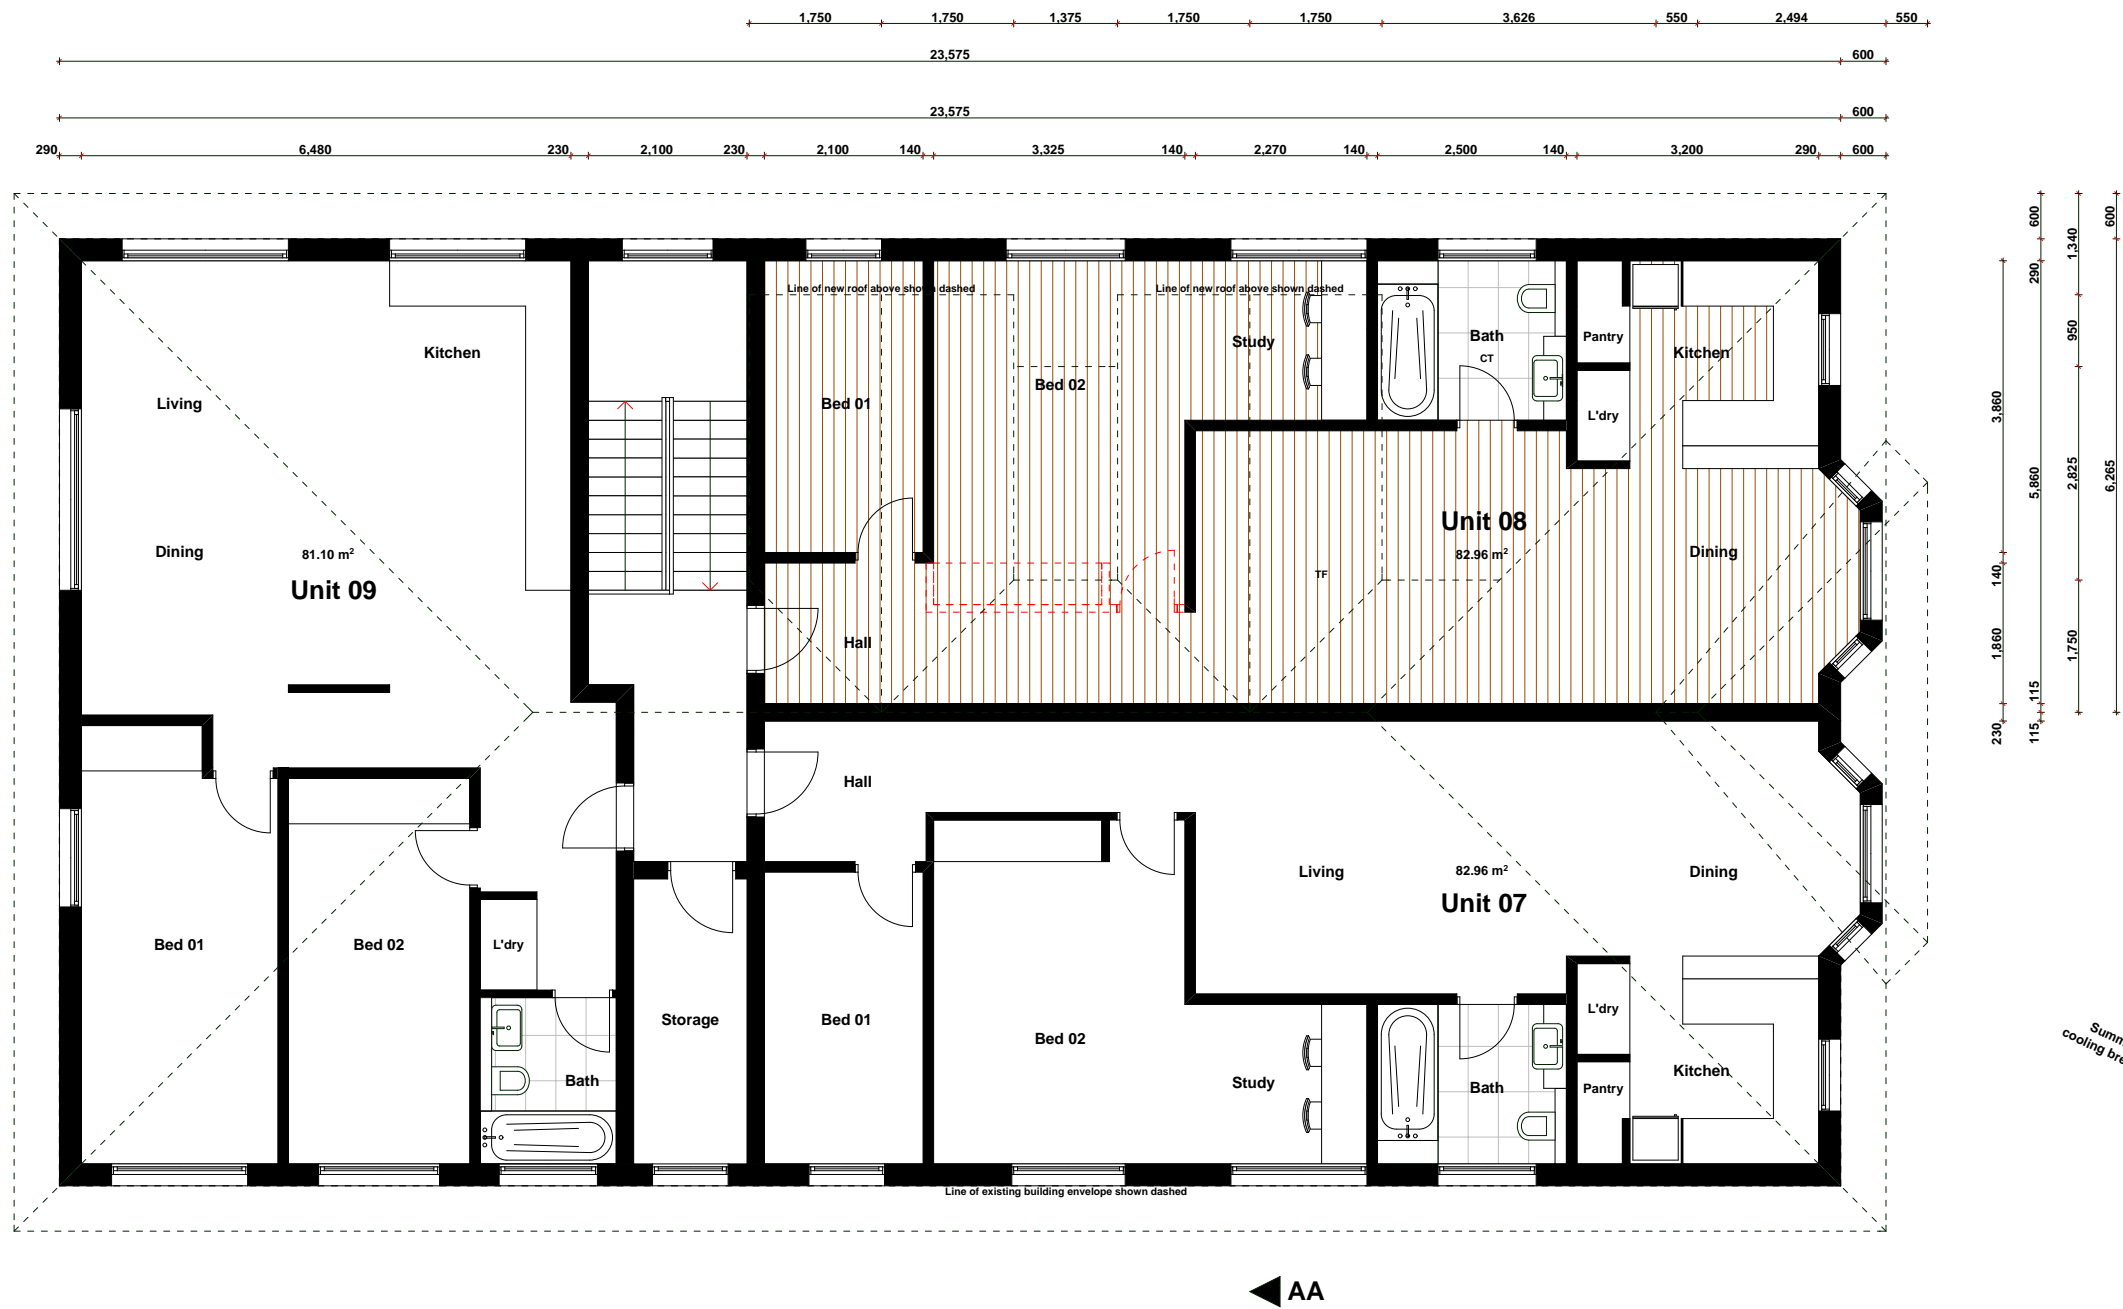 1,750 1,750 1,375 1,750 1,750 3,626 550 2,494 550
23,575 600
23,575 600
290 6,480 230 2,100 230 2,100 140 3,325 140 2,270 140 2,500 140 3,200 290 600
600 1,340 600
290
950
3,860
5,860 2,825 6,265
140
1,860 1,750
115
230 115
Line of new roof above shown dashed
Line of new roof above shown dashed
Kitchen
Living
Dining
81.10 m²
Unit 09
Bed 01
Bed 02
L'dry
Bath
Storage
Bed 01
Bed 02
Study
Bath
CT
Pantry
L'dry
Kitchen
Unit 08
82.96 m²
TF
Dining
Hall
Hall
Living
82.96 m²
Unit 07
Dining
Bed 01
Bed 02
Study
Bath
L'dry
Pantry
Kitchen
Line of existing building envelope shown dashed
cooling
AA